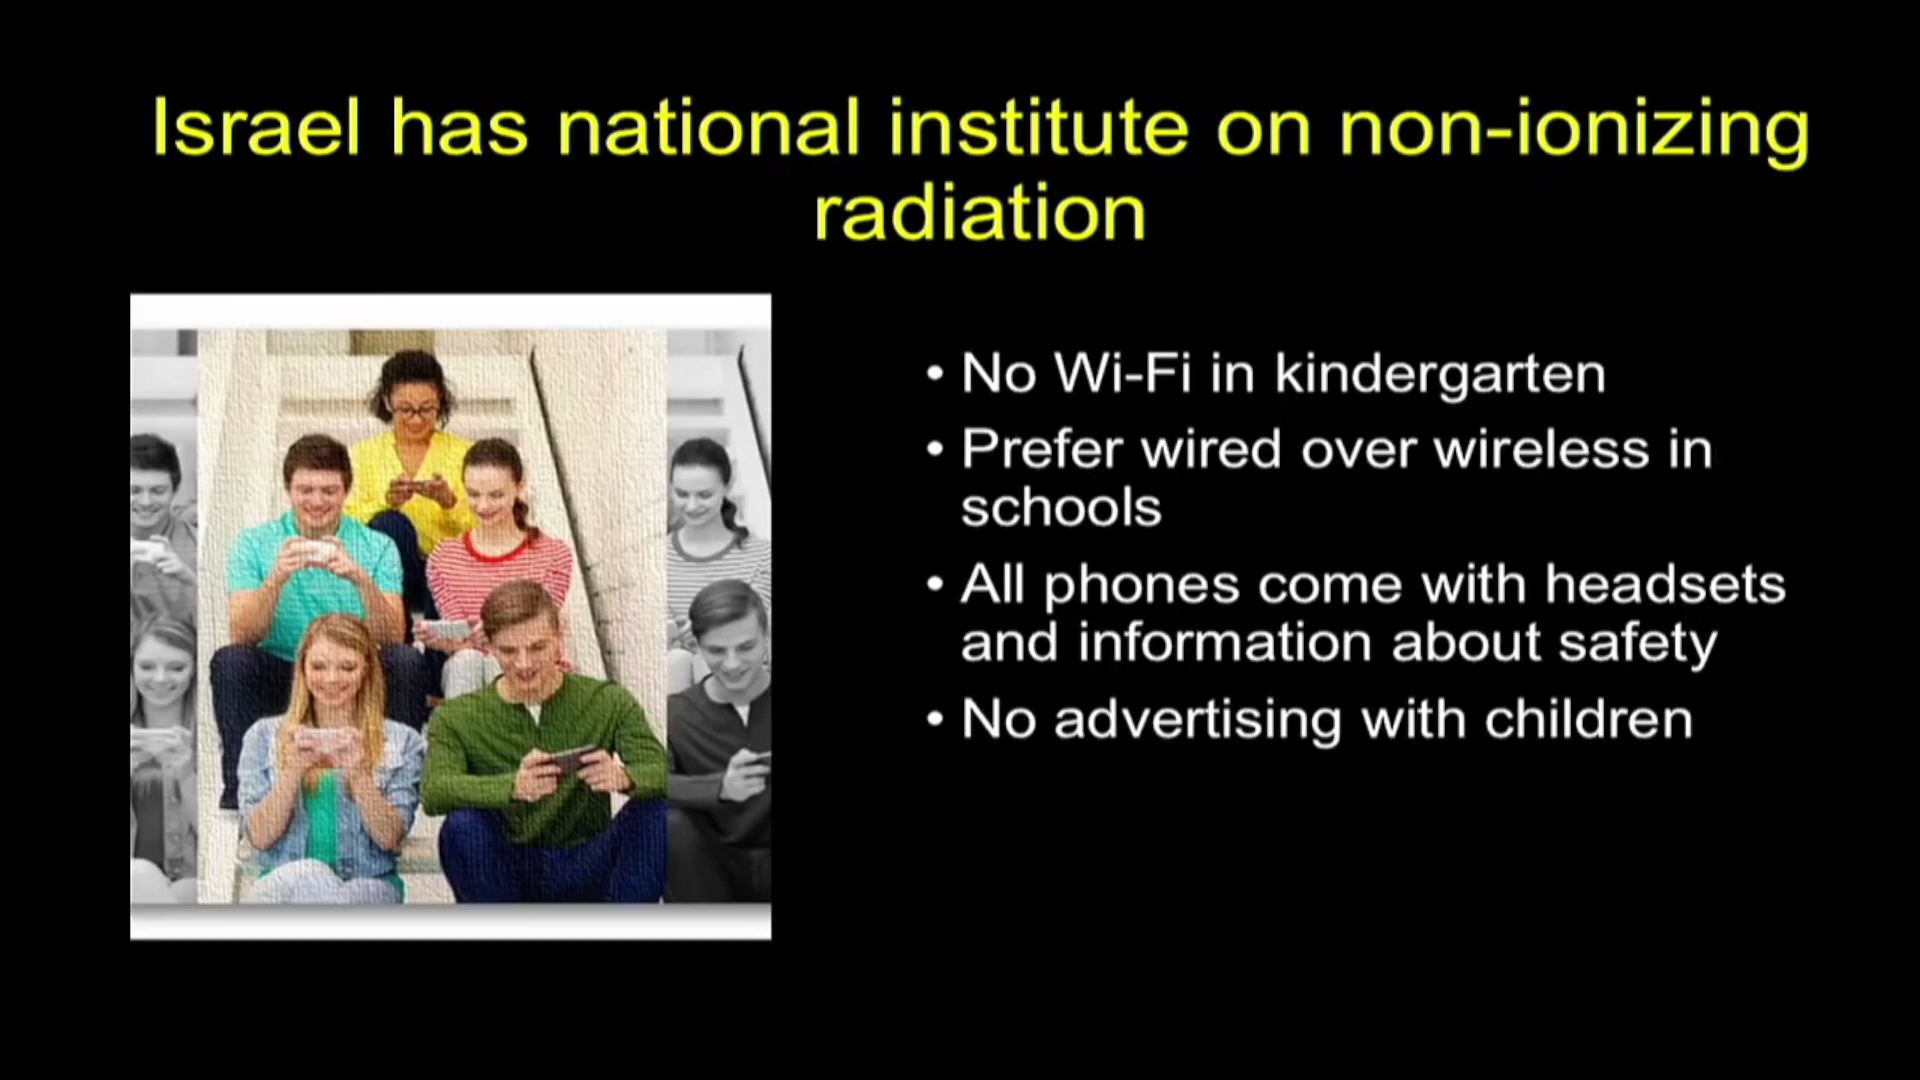 Israel has national institute on non-ionizing
radiation
• No Wi-Fi in kindergarten
• Prefer wired over wireless in
schools
• All phones come with headsets
and information about safety
• No advertising with children